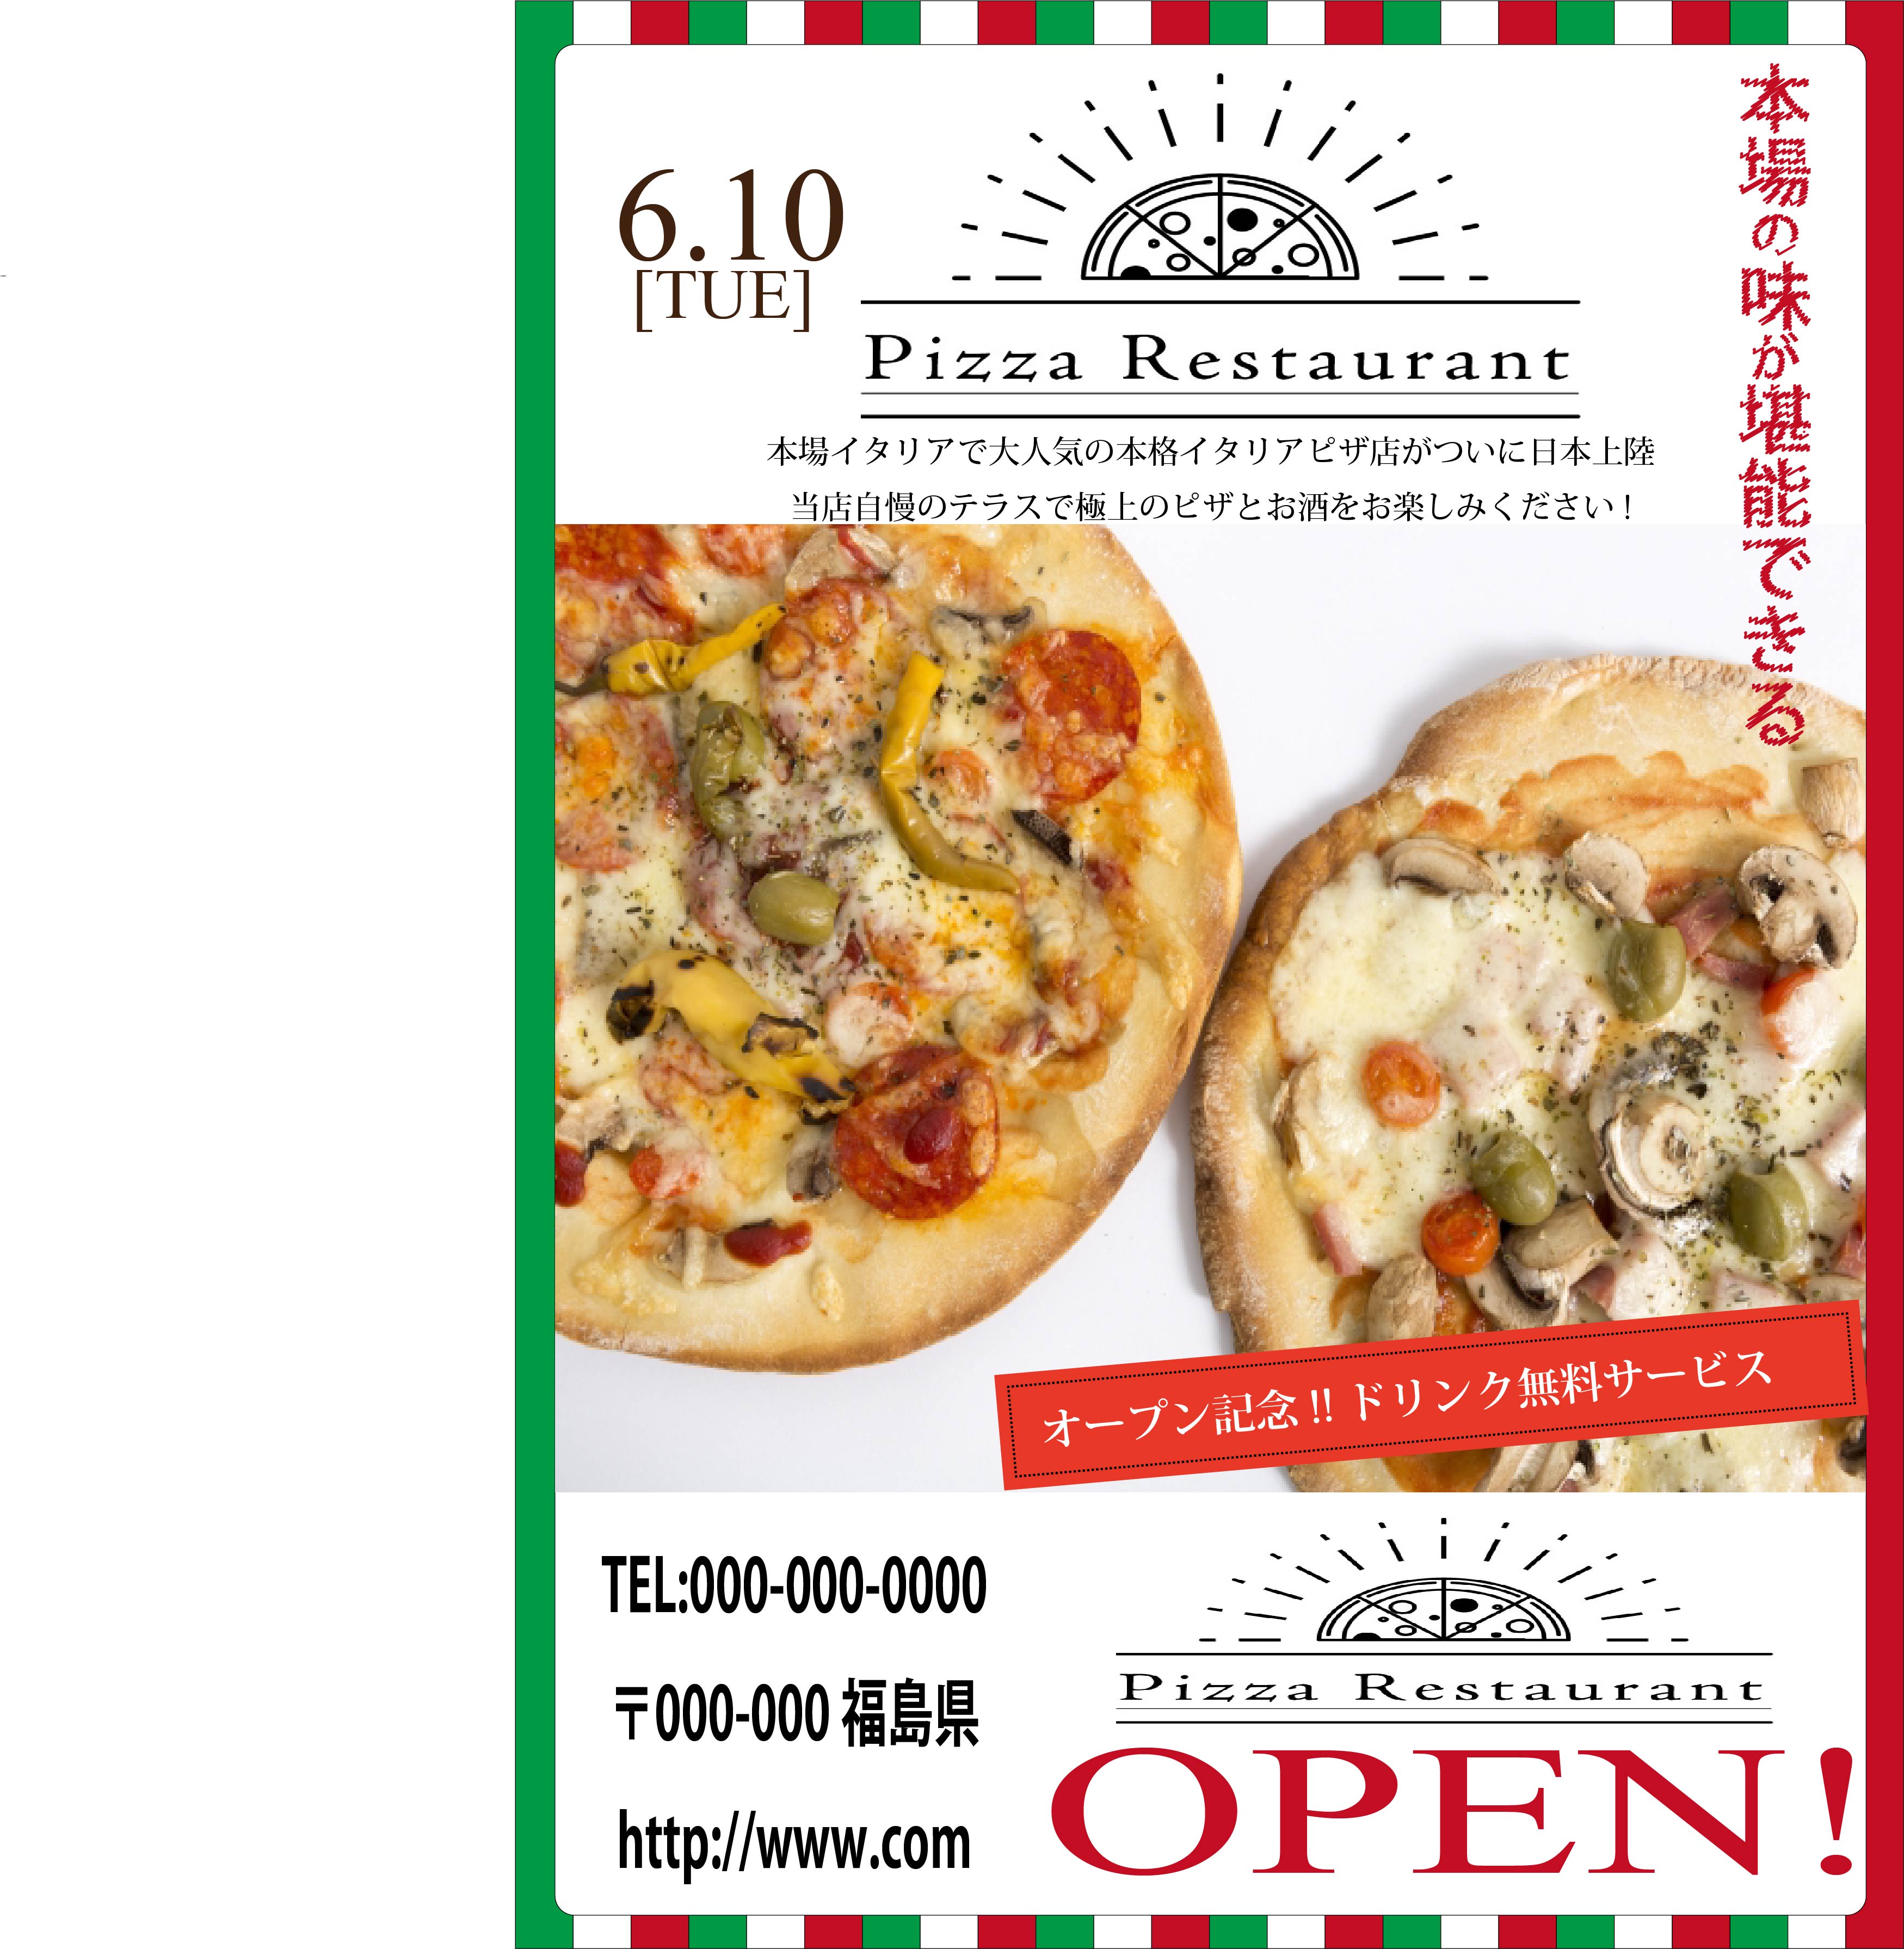 6.10
[TUE]
Pizza Restaurant
本場の味が堪能できる
本場イタリアで大人気の本格イタリアピザ店がついに日本上陸
当店自慢のテラスで極上のピザとお酒をお楽しみください！
オープン記念!!ドリンク無料サービス
TEL:000-000-0000
〒000-000 福島県
http://www.com
Pizza Restaurant
OPEN!